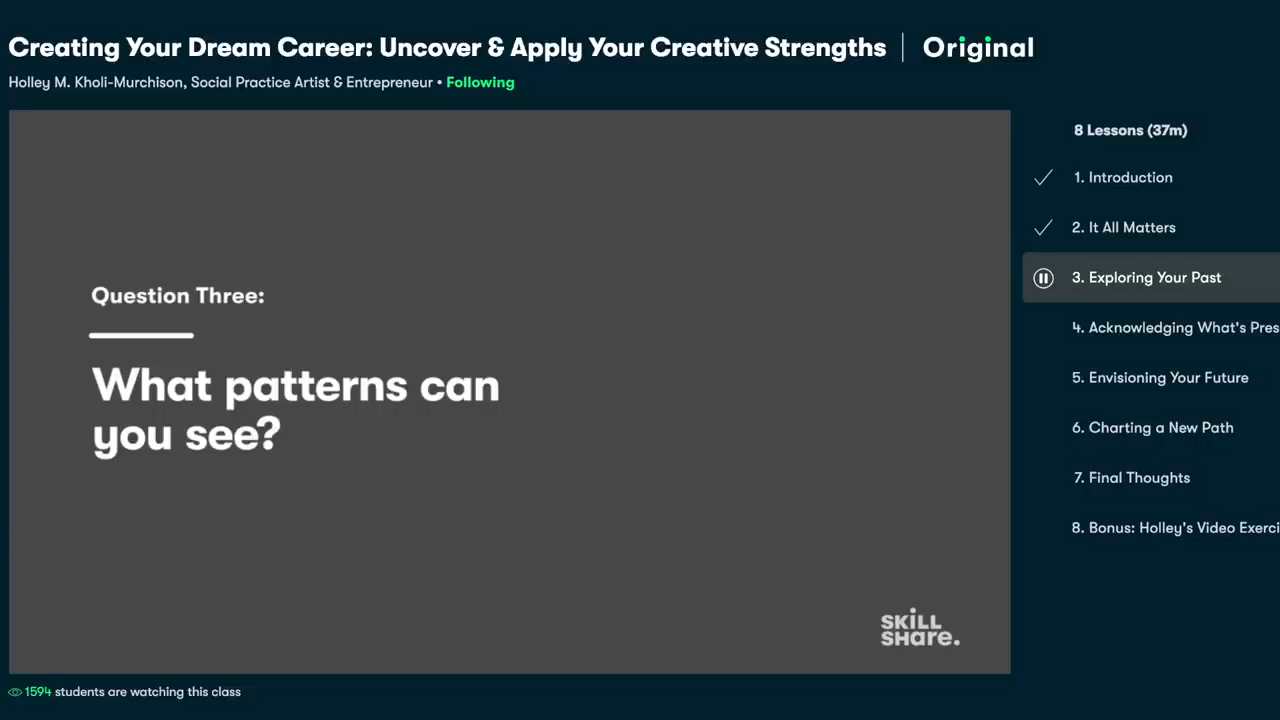 Creating Your Dream Career: Uncover & Apply Your Creative Strengths | Original
Holley M. Kholi-Murchison, Social Practice Artist & Entrepreneur • Following
8 Lessons (37m)
1. Introduction
2. It All Matters
3. Exploring Your Past
4. Acknowledging What's Pres
5. Envisioning Your Future
6. Charting a New Path
7. Final Thoughts
8. Bonus: Holley's Video Exerci
Question Three:
What patterns can
you see?
SKILL
SHare.
1594 students are watching this class